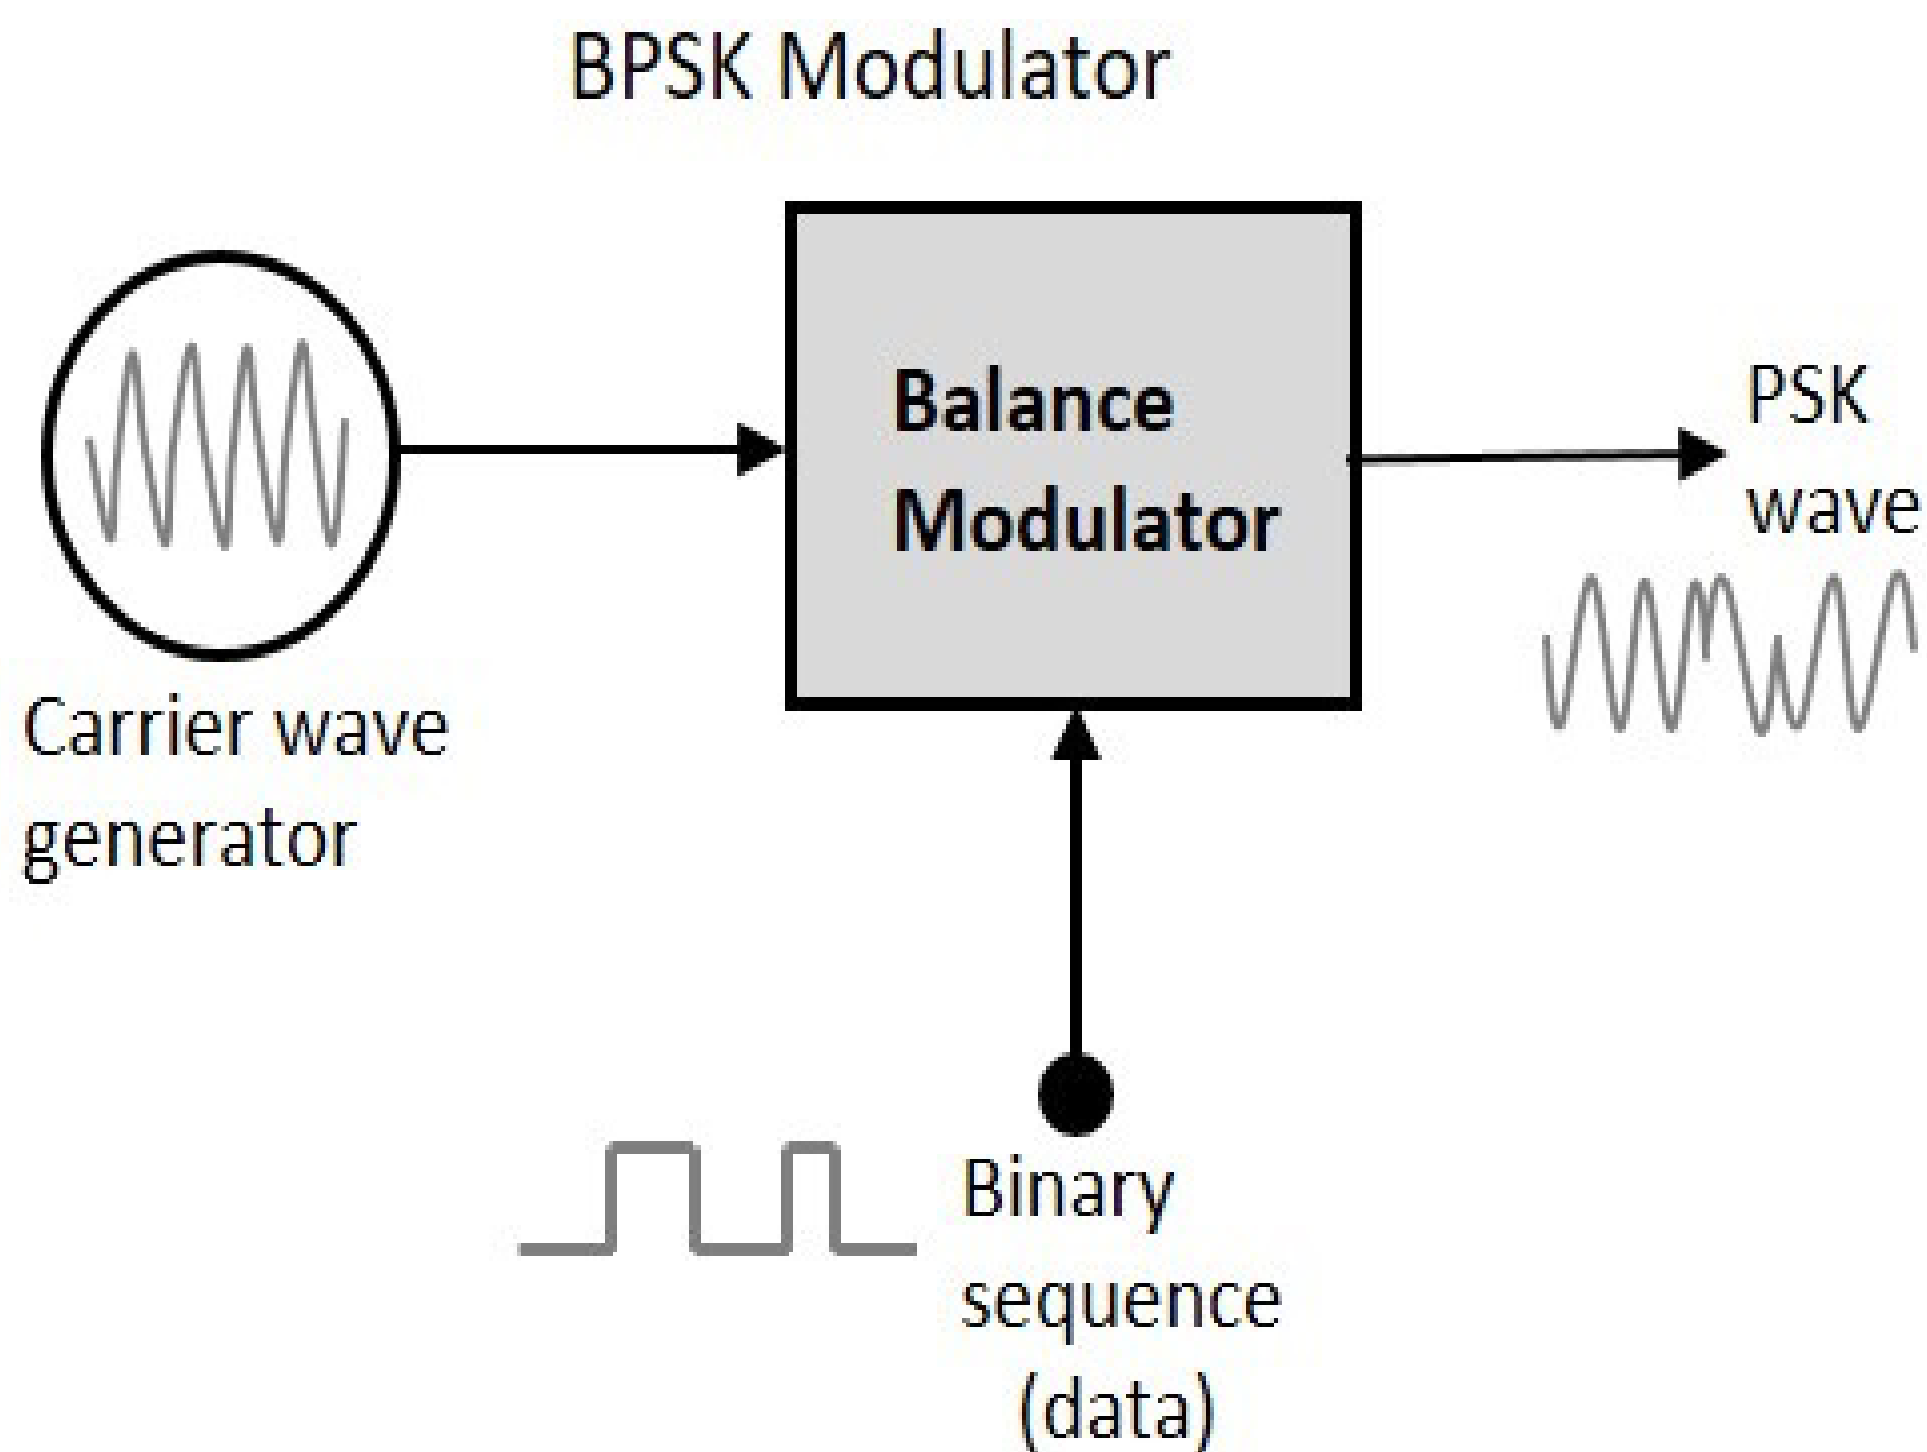 BPSK Modulator
Balance
Modulator
PSK
wave
Carrier wave
generator
Binary
sequence
(data)